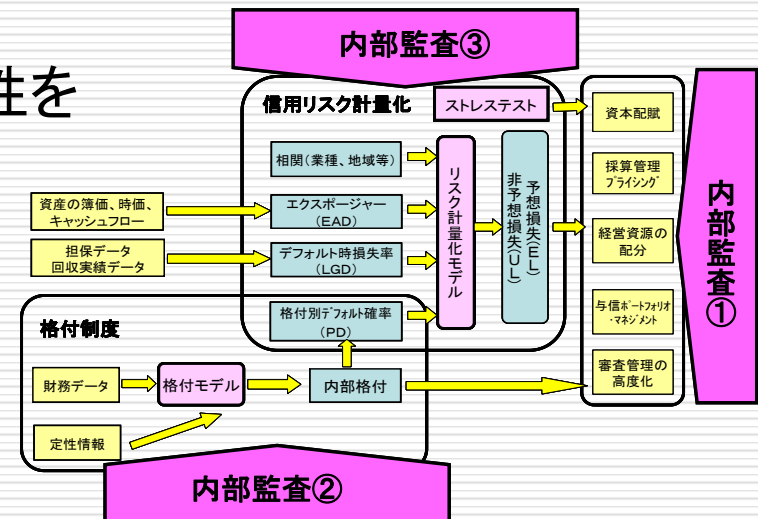 内部監査③
性を
信用リスク計量化
ストレステスト
資本配賦
相関(業種、地域等)
採算管理
プライシング
資産の簿価、時価、
キャッシュフロー
エクスポージャー
(EAD)
リスク計量化モデル
予想損失(EL)
非予想損失(UL)
経営資源の
配分
内部監査①
担保データ
回収実績データ
デフォルト時損失率
(LGD)
格付別デフォルト確率
(PD)
与信ポートフォリオ
・マネジメント
格付制度
財務データ
格付モデル
内部格付
審査管理の
高度化
定性情報
内部監査②